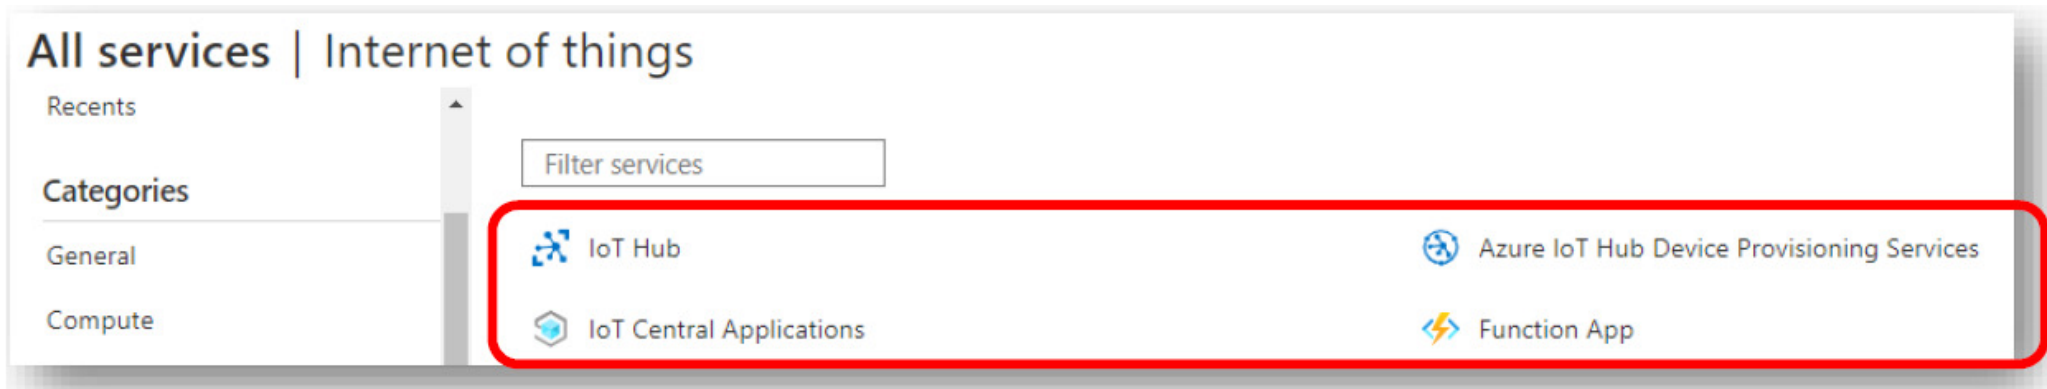 All services | Internet of things
Recents
Categories
General
Compute
Filter services
IoT Hub
Azure IoT Hub Device Provisioning Services
IoT Central Applications
Function App